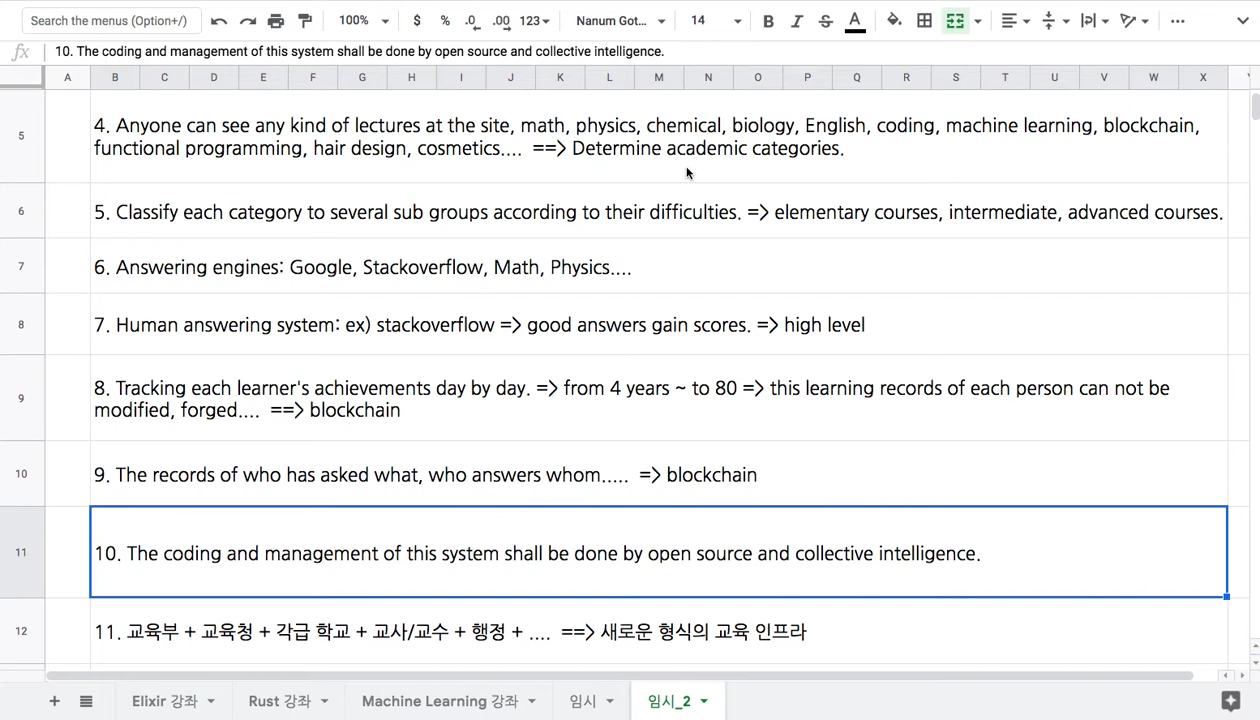 Search the menus (Option+/)
100%
$ % .0 .00 123
Nanum Got...
14
B I S A
fx 10. The coding and management of this system shall be done by open source and collective intelligence.
A B C D E F G H I J K L M N O P Q R S T U V W X
5 4. Anyone can see any kind of lectures at the site, math, physics, chemical, biology, English, coding, machine learning, blockchain,
functional programming, hair design, cosmetics.... ==> Determine academic categories.
6 5. Classify each category to several sub groups according to their difficulties. => elementary courses, intermediate, advanced courses.
7 6. Answering engines: Google, Stackoverflow, Math, Physics....
8 7. Human answering system: ex) stackoverflow => good answers gain scores. => high level
9 8. Tracking each learner's achievements day by day. => from 4 years ~ to 80 => this learning records of each person can not be
modified, forged.... ==> blockchain
10 9. The records of who has asked what, who answers whom..... => blockchain
11 10. The coding and management of this system shall be done by open source and collective intelligence.
12 11. 교육부 + 교육청 + 각급 학교 + 교사/교수 + 행정 + .... ==> 새로운 형식의 교육 인프라
+ Elixir 강좌 Rust 강좌 Machine Learning 강좌 임시 임시_2